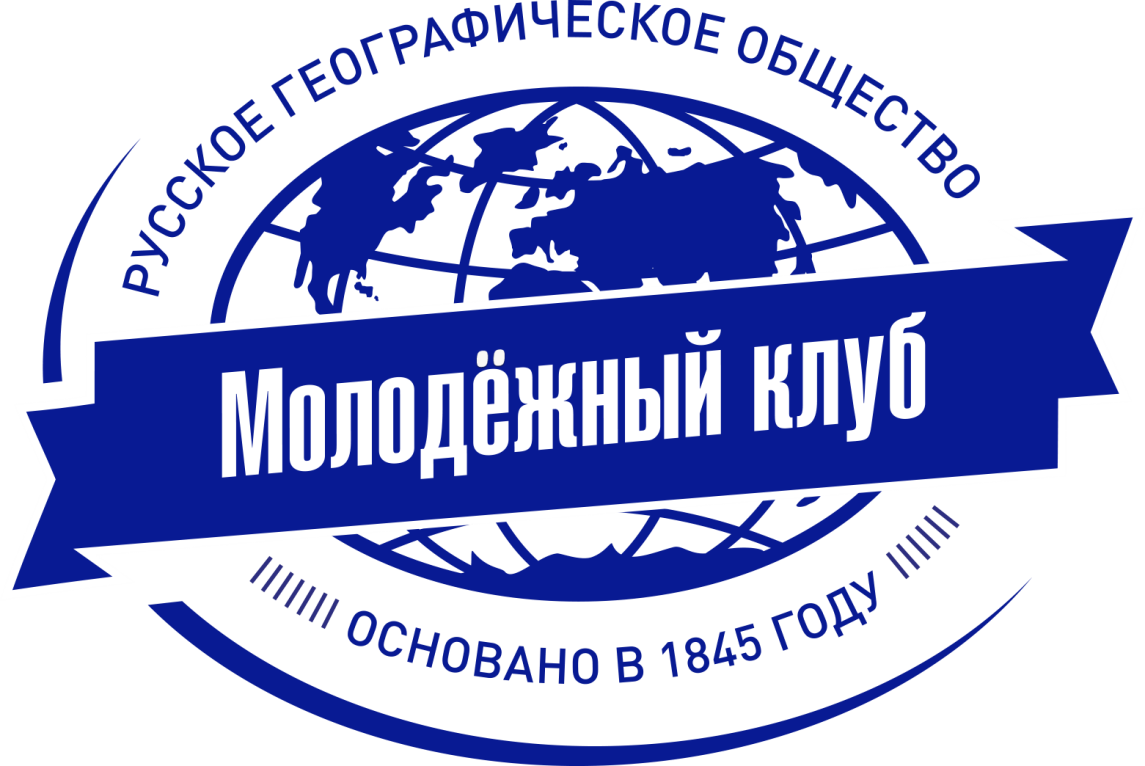 РУССКОЕ ГЕОГРАФИЧЕСКОЕ ОБЩЕСТВО
Молодёжный клуб
ОСНОВАНО В 1845 ГОДУ